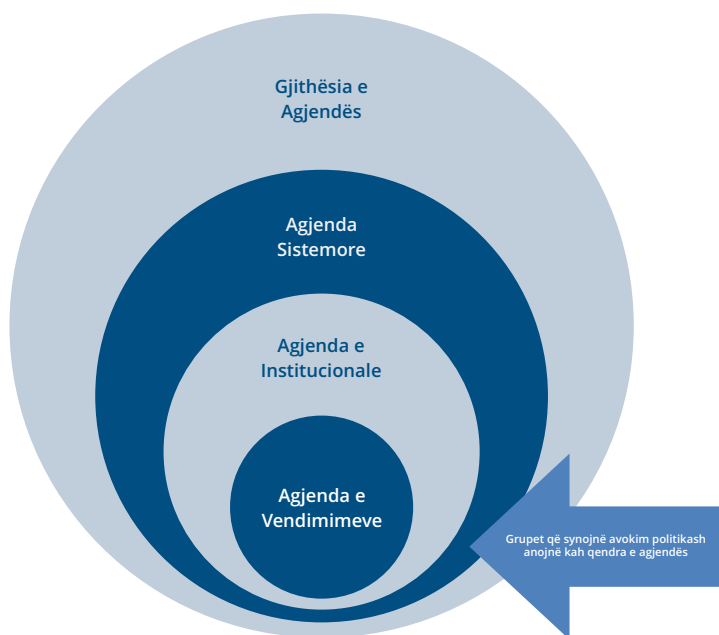 Gjithësia e
Agjendës
Agjenda
Sistemore
Agjenda e
Institucionale
Agjenda e
Vendimimeve
Grupet që synojnë avokim politikash
anojnë kah qendra e agjendës